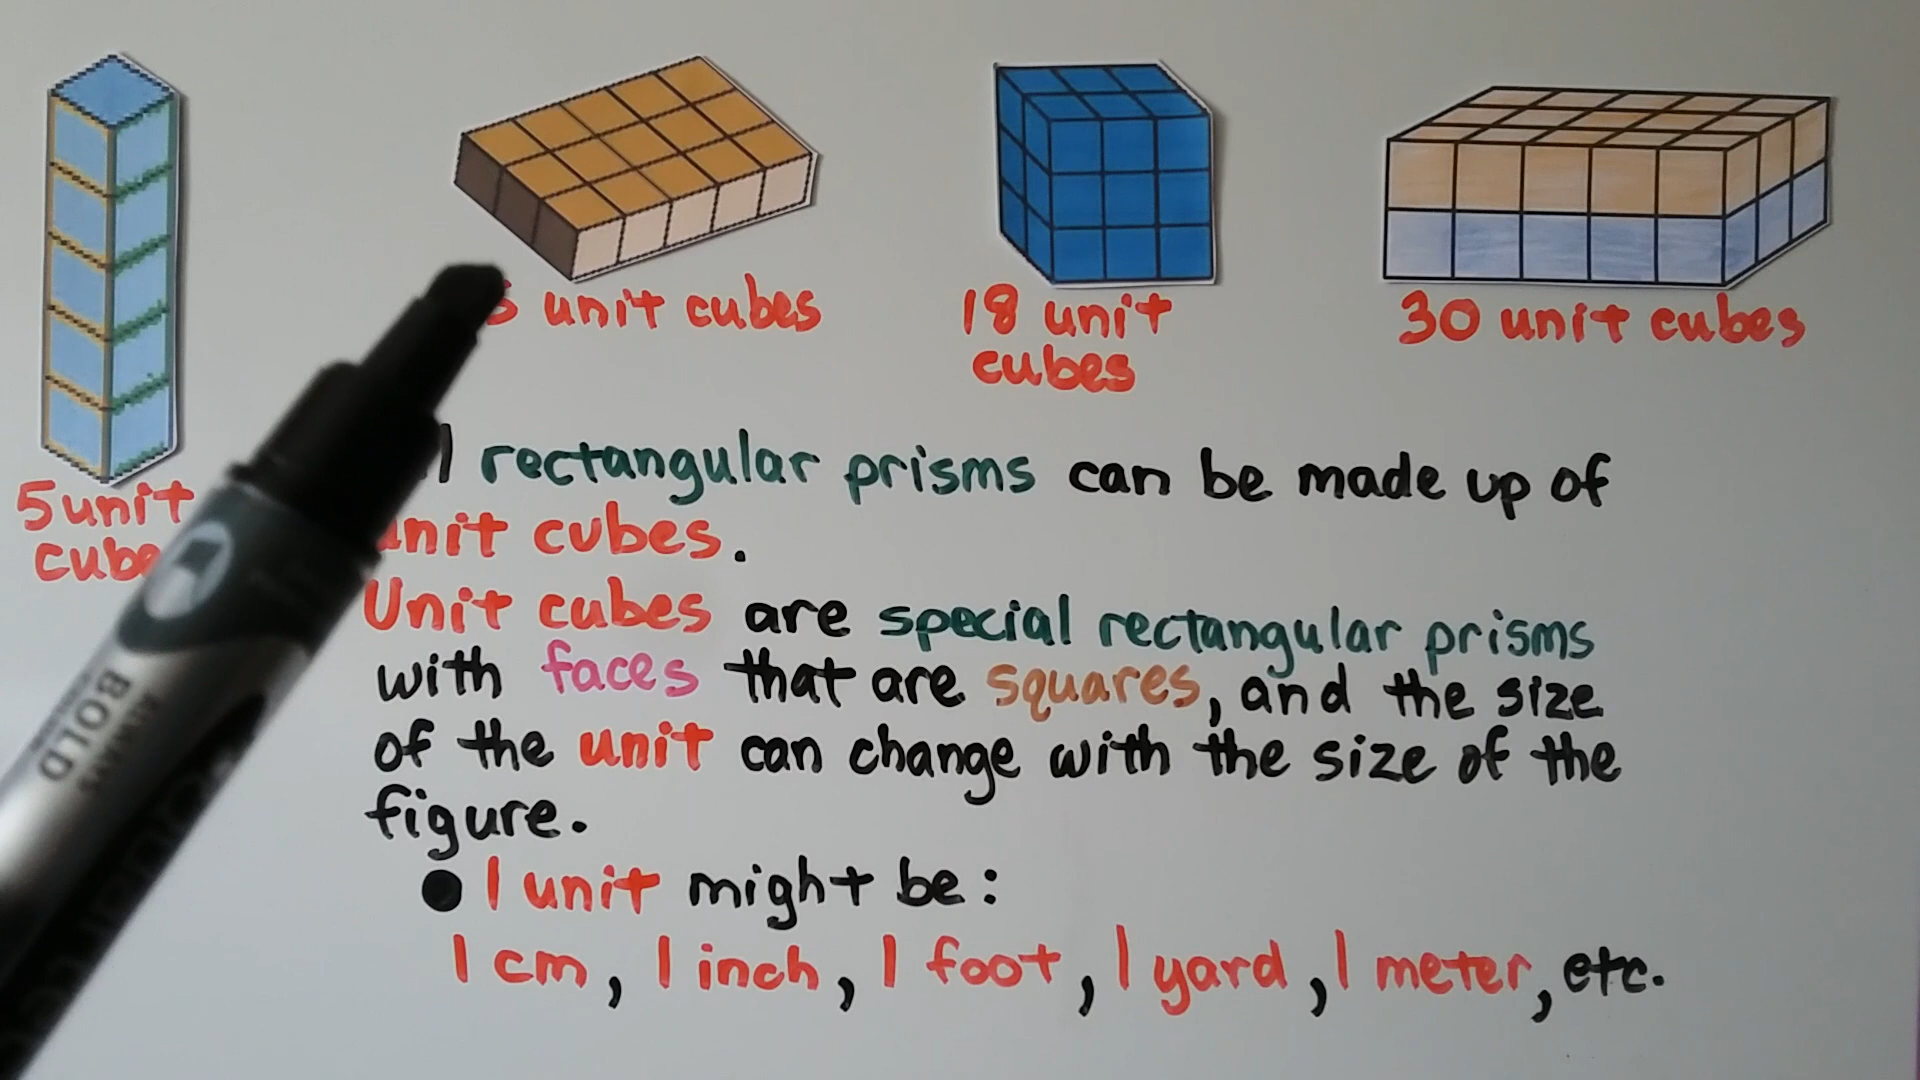 5 unit
cube
5 unit cubes
18 unit
cubes
30 unit cubes
rectangular prisms can be made up of
unit cubes.
Unit cubes are special rectangular prisms
with faces that are squares, and the size
of the unit can change with the size of the
figure.
● 1 unit might be:
1 cm, 1 inch, 1 foot, 1 yard, 1 meter, etc.
BOLD